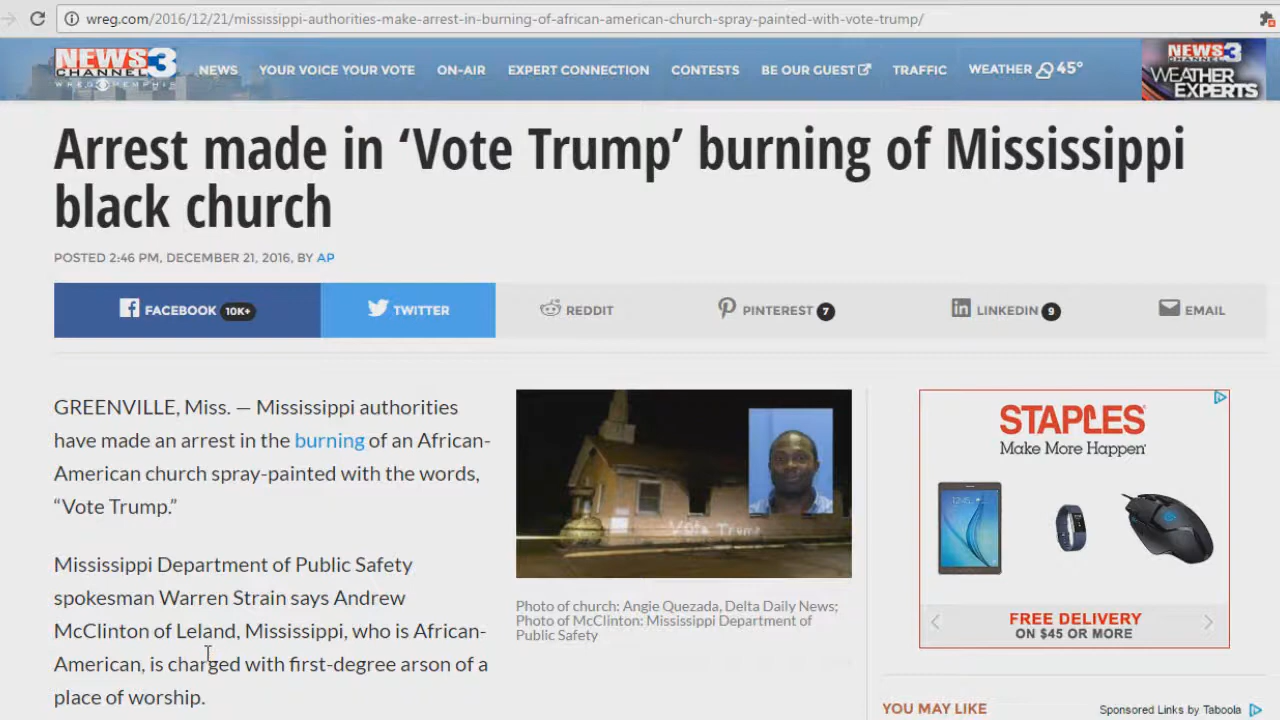 wreg.com/2016/12/21/mississippi-authorities-make-arrest-in-burning-of-african-american-church-spray-painted-with-vote-trump/
NEWS 3
CHANNEL
WREG MEMPHIS
NEWS YOUR VOICE YOUR VOTE ON-AIR EXPERT CONNECTION CONTESTS BE OUR GUEST TRAFFIC WEATHER 45°
NEWS 3
CHANNEL
WEATHER
EXPERTS
Arrest made in ‘Vote Trump’ burning of Mississippi
black church
POSTED 2:46 PM, DECEMBER 21, 2016, BY AP
FACEBOOK 10K+ TWITTER REDDIT PINTEREST 7 LINKEDIN 9 EMAIL
GREENVILLE, Miss. — Mississippi authorities
have made an arrest in the burning of an African-
American church spray-painted with the words,
“Vote Trump.”
Mississippi Department of Public Safety
spokesman Warren Strain says Andrew
McClinton of Leland, Mississippi, who is African-
American, is charged with first-degree arson of a
place of worship.
Vote Trump
Photo of church: Angie Quezada, Delta Daily News;
Photo of McClinton: Mississippi Department of
Public Safety
STAPLES
Make More Happen
FREE DELIVERY
ON $45 OR MORE
YOU MAY LIKE
Sponsored Links by Taboola